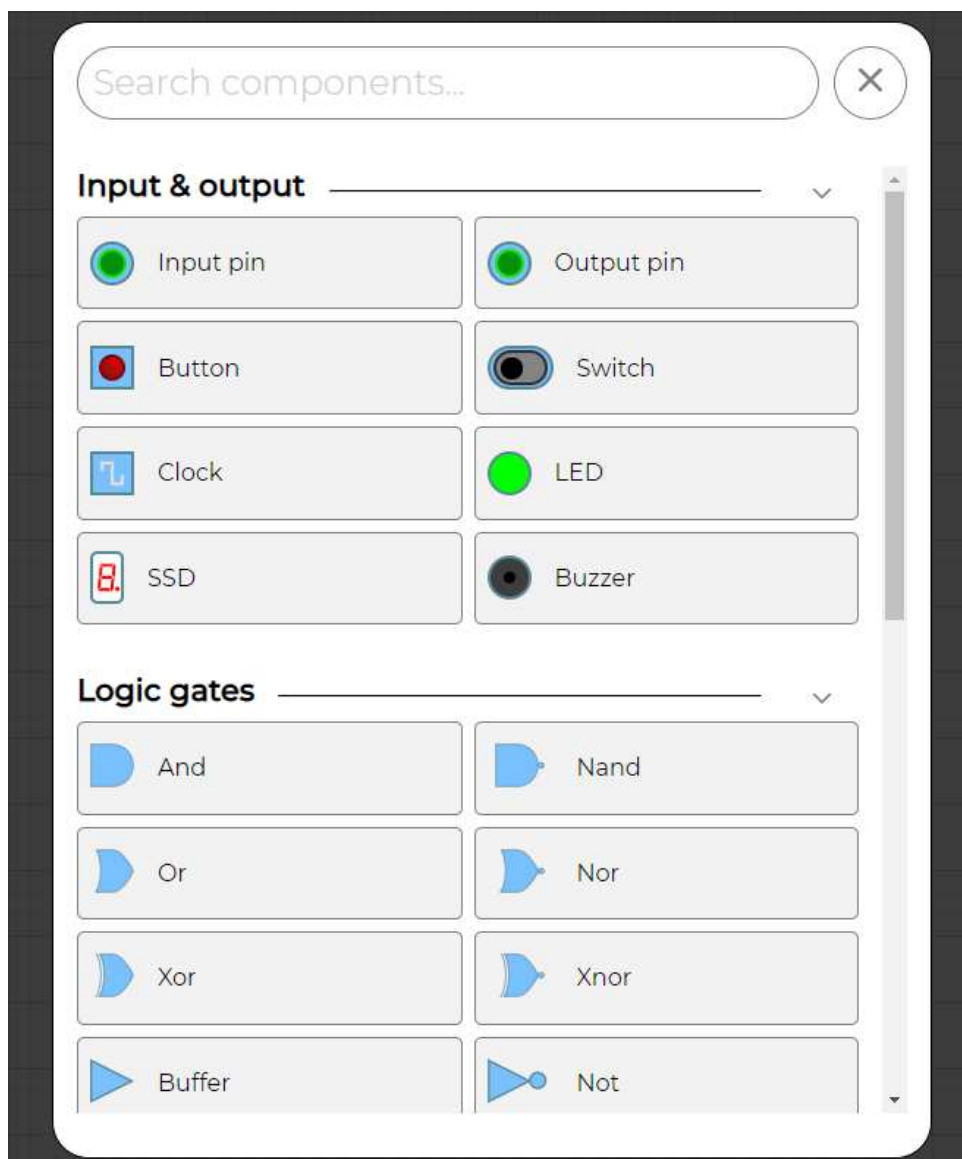 Search components...
Input & output
Input pin
Output pin
Button
Switch
Clock
LED
8. SSD
Buzzer
Logic gates
And
Nand
Or
Nor
Xor
Xnor
Buffer
Not